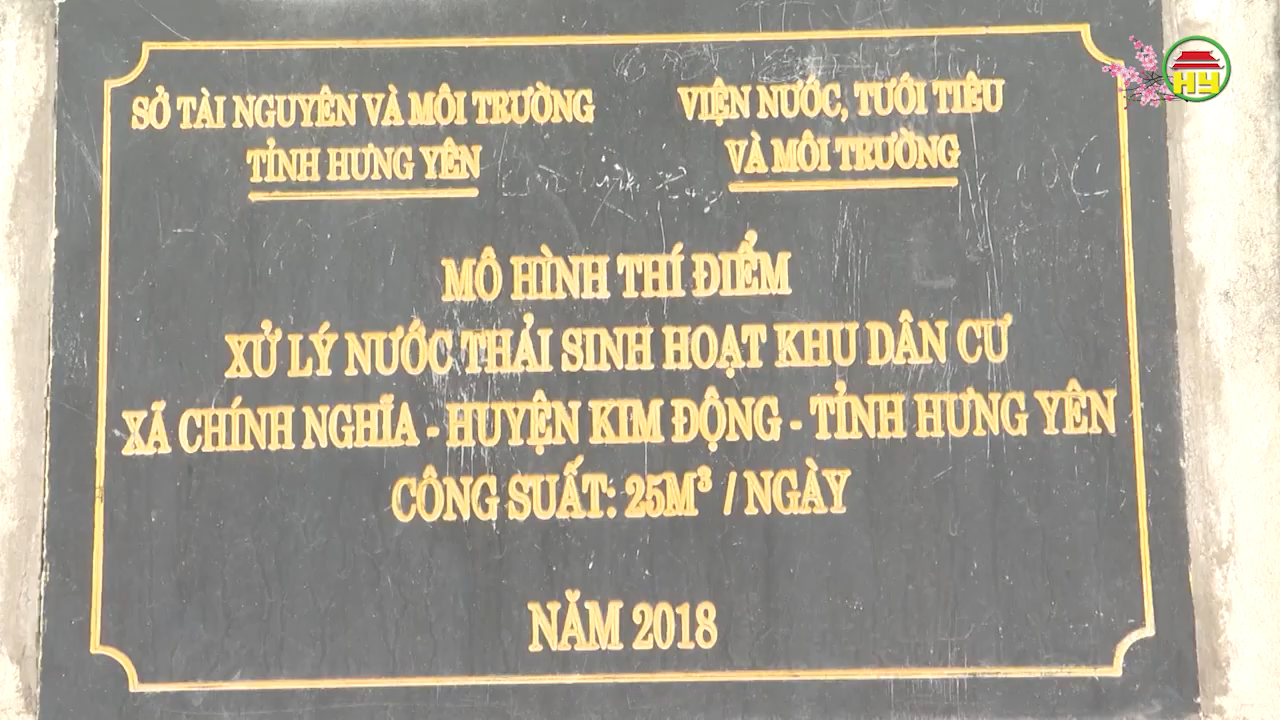 SỞ TÀI NGUYÊN VÀ MÔI TRƯỜNG
TỈNH HƯNG YÊN
VIỆN NƯỚC, TƯỚI TIÊU
VÀ MÔI TRƯỜNG
MÔ HÌNH THÍ ĐIỂM
XỬ LÝ NƯỚC THẢI SINH HOẠT KHU DÂN CƯ
XÃ CHÍNH NGHĨA - HUYỆN KIM ĐỘNG - TỈNH HƯNG YÊN
CÔNG SUẤT: 25M³ / NGÀY
NĂM 2018
HY